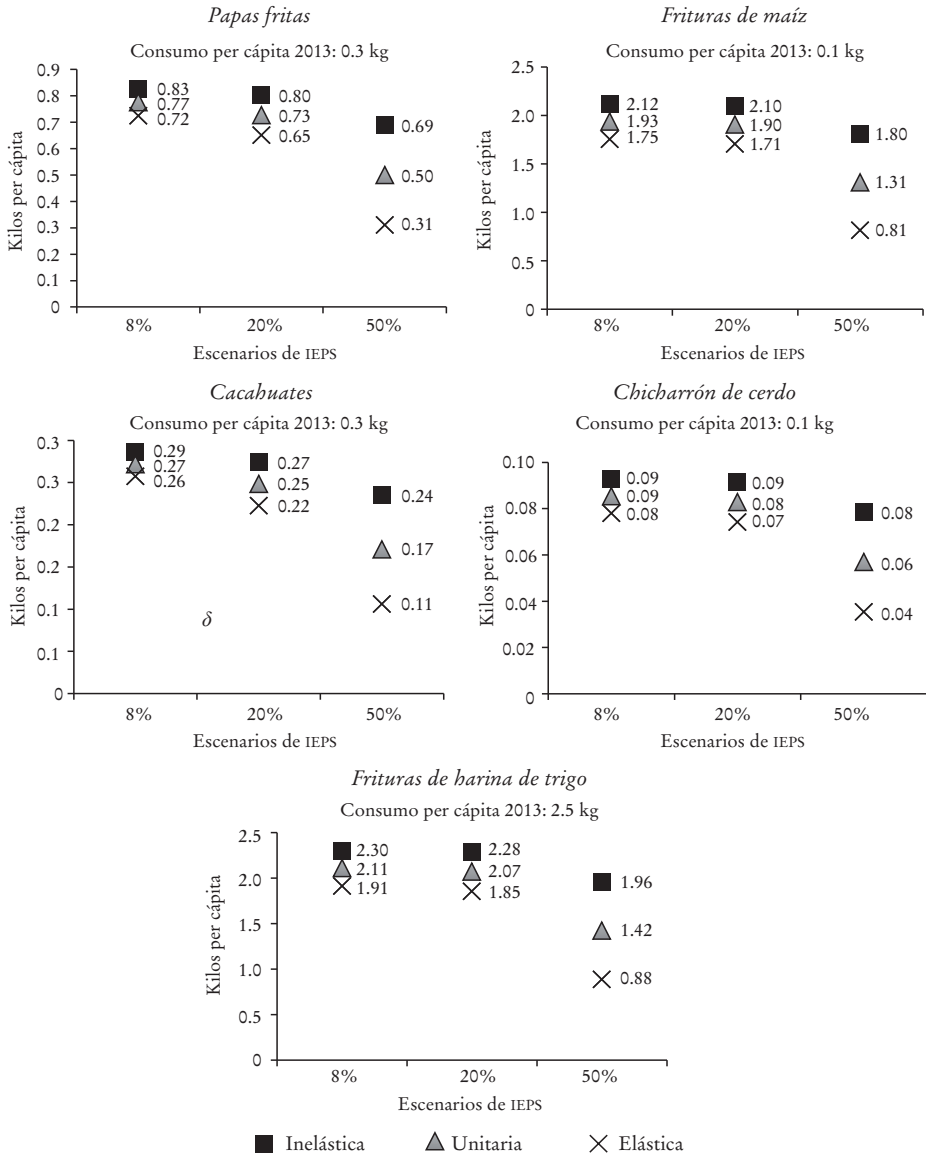 Papas fritas
Consumo per cápita 2013: 0.3 kg
Kilos per cápita
0.9
0.8
0.7
0.6
0.5
0.4
0.3
0.2
0.1
0
0.83
0.77
0.72
0.80
0.73
0.65
0.69
0.50
0.31
8% 20% 50%
Escenarios de IEPS
Frituras de maíz
Consumo per cápita 2013: 0.1 kg
Kilos per cápita
2.5
2.0
1.5
1.0
0.5
0
2.12
1.93
1.75
2.10
1.90
1.71
1.80
1.31
0.81
8% 20% 50%
Escenarios de IEPS
Cacahuates
Consumo per cápita 2013: 0.3 kg
Kilos per cápita
0.3
0.3
0.2
0.2
0.1
0.1
0
0.29
0.27
0.26
0.27
0.25
0.22
0.24
0.17
0.11
δ
8% 20% 50%
Escenarios de IEPS
Chicharrón de cerdo
Consumo per cápita 2013: 0.1 kg
Kilos per cápita
0.10
0.08
0.06
0.04
0.02
0
0.09
0.09
0.08
0.09
0.08
0.07
0.08
0.06
0.04
8% 20% 50%
Escenarios de IEPS
Frituras de harina de trigo
Consumo per cápita 2013: 2.5 kg
Kilos per cápita
2.5
2.0
1.5
1.0
0.5
0
2.30
2.11
1.91
2.28
2.07
1.85
1.96
1.42
0.88
8% 20% 50%
Escenarios de IEPS
Inelástica Unitaria Elástica